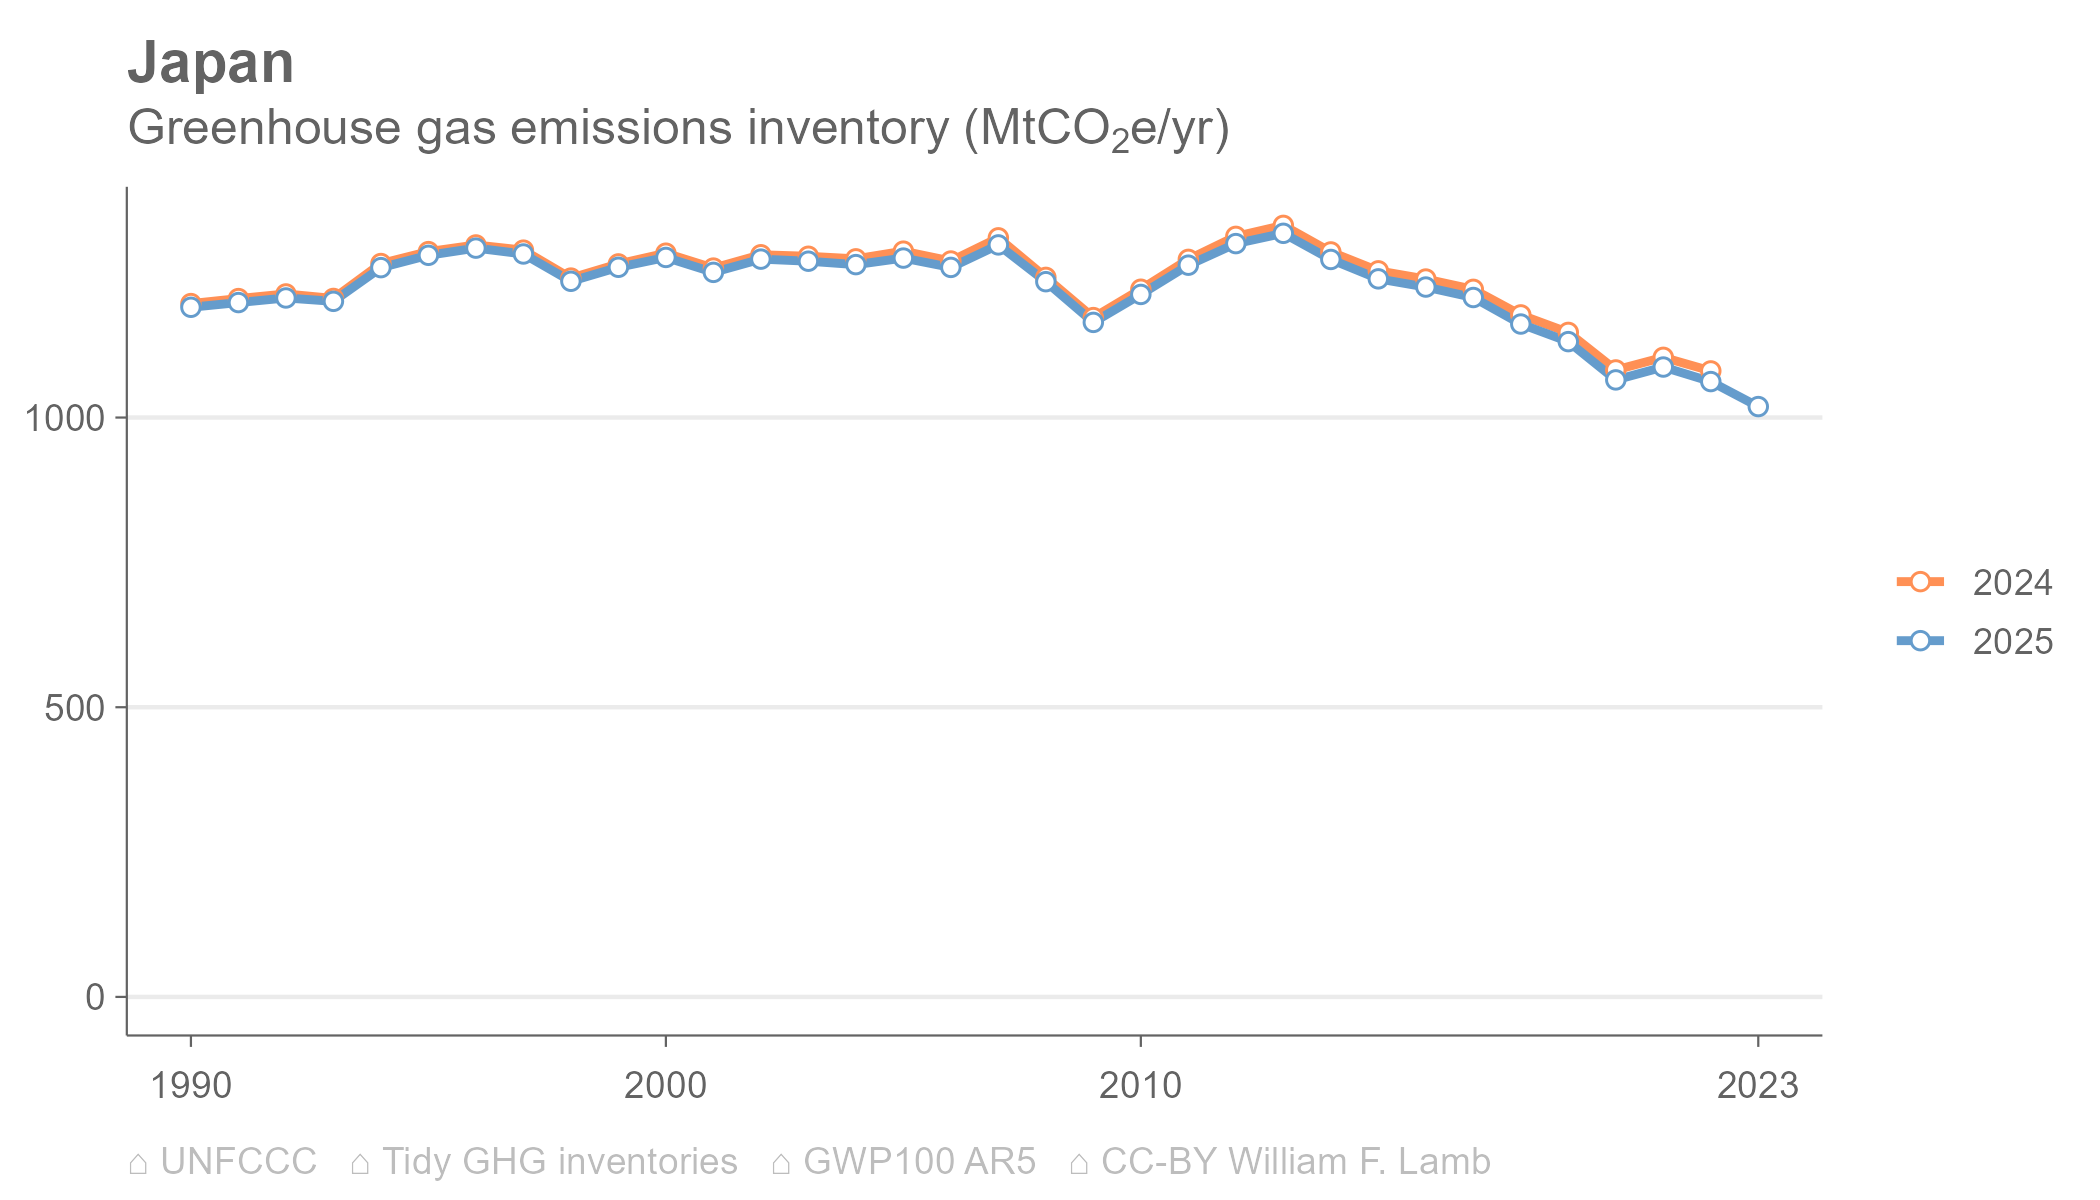 Japan
Greenhouse gas emissions inventory (MtCO₂e/yr)
1000
500
0
1990 2000 2010 2023
2024
2025
⌂ UNFCCC ⌂ Tidy GHG inventories ⌂ GWP100 AR5 ⌂ CC-BY William F. Lamb